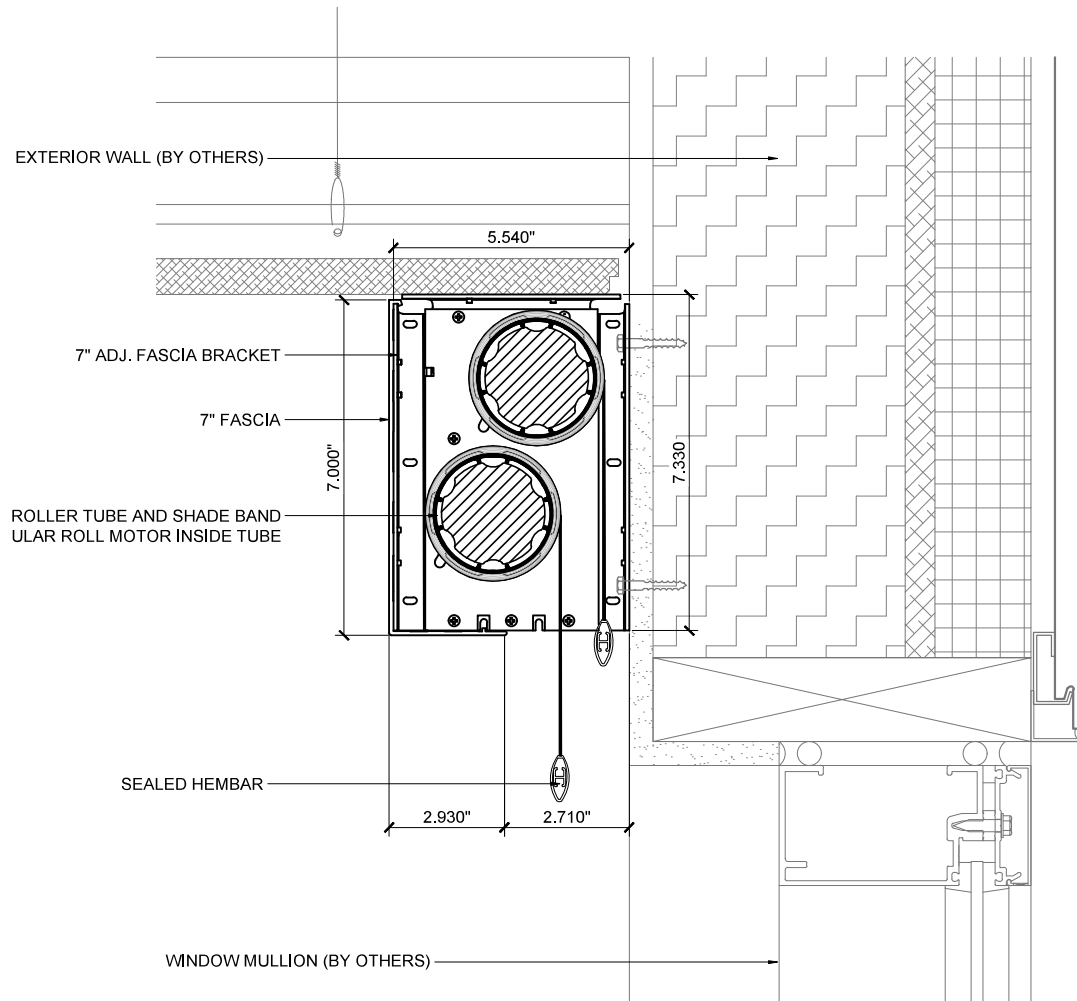 EXTERIOR WALL (BY OTHERS)
5.540"
7" ADJ. FASCIA BRACKET
7" FASCIA
7.000"
7.330
ROLLER TUBE AND SHADE BAND
ULAR ROLL MOTOR INSIDE TUBE
SEALED HEMBAR
2.930"
2.710"
WINDOW MULLION (BY OTHERS)